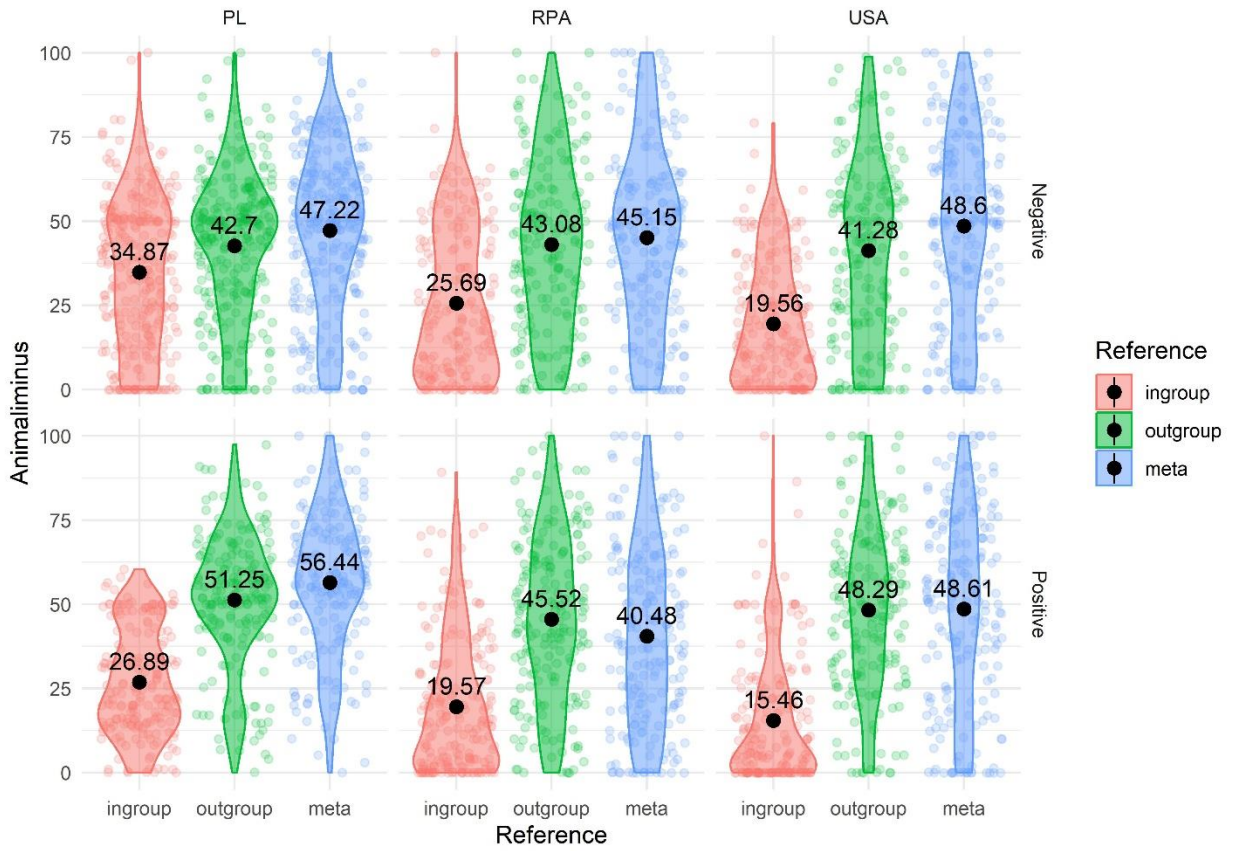 PL RPA USA
100
75
50
25
0
34.87 42.7 47.22 25.69 43.08 45.15 19.56 41.28 48.6
Negative
100
75
50
25
0
26.89 51.25 56.44 19.57 45.52 40.48 15.46 48.29 48.61
Positive
Animaliminus
ingroup outgroup meta ingroup outgroup meta ingroup outgroup meta
Reference
Reference
ingroup
outgroup
meta